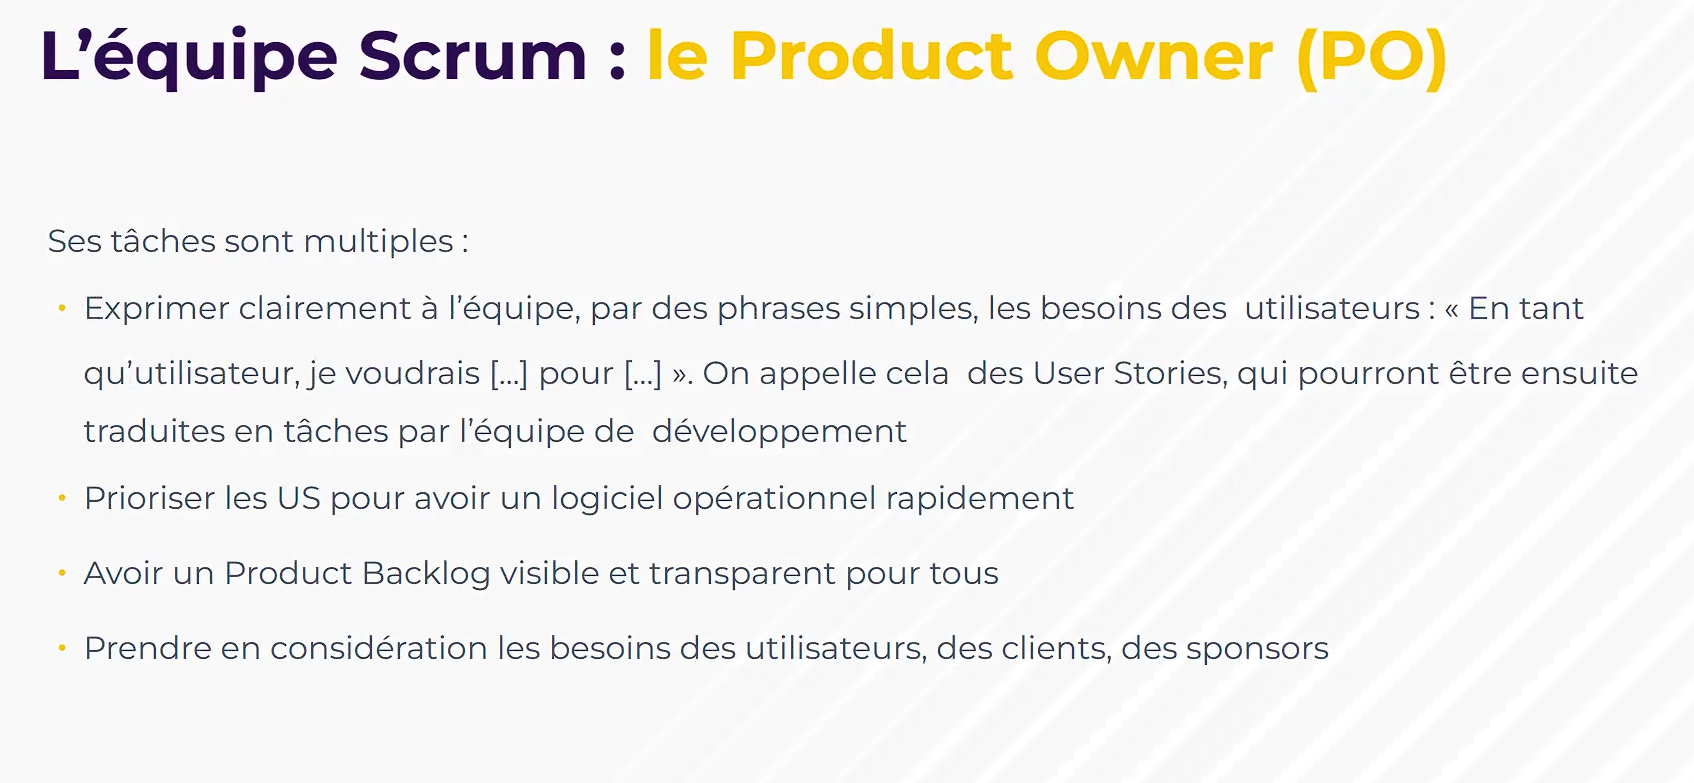 L’équipe Scrum : le Product Owner (PO)
Ses tâches sont multiples :
• Exprimer clairement à l’équipe, par des phrases simples, les besoins des utilisateurs : « En tant
qu’utilisateur, je voudrais [...] pour [...] ». On appelle cela des User Stories, qui pourront être ensuite
traduites en tâches par l’équipe de développement
• Prioriser les US pour avoir un logiciel opérationnel rapidement
• Avoir un Product Backlog visible et transparent pour tous
• Prendre en considération les besoins des utilisateurs, des clients, des sponsors